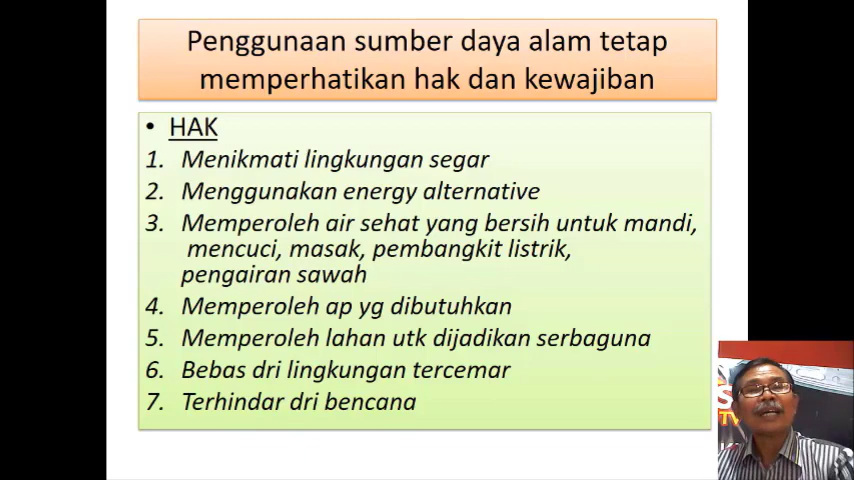 Penggunaan sumber daya alam tetap
memperhatikan hak dan kewajiban
• HAK
1. Menikmati lingkungan segar
2. Menggunakan energy alternative
3. Memperoleh air sehat yang bersih untuk mandi,
mencuci, masak, pembangkit listrik,
pengairan sawah
4. Memperoleh ap yg dibutuhkan
5. Memperoleh lahan utk dijadikan serbaguna
6. Bebas dri lingkungan tercemar
7. Terhindar dri bencana